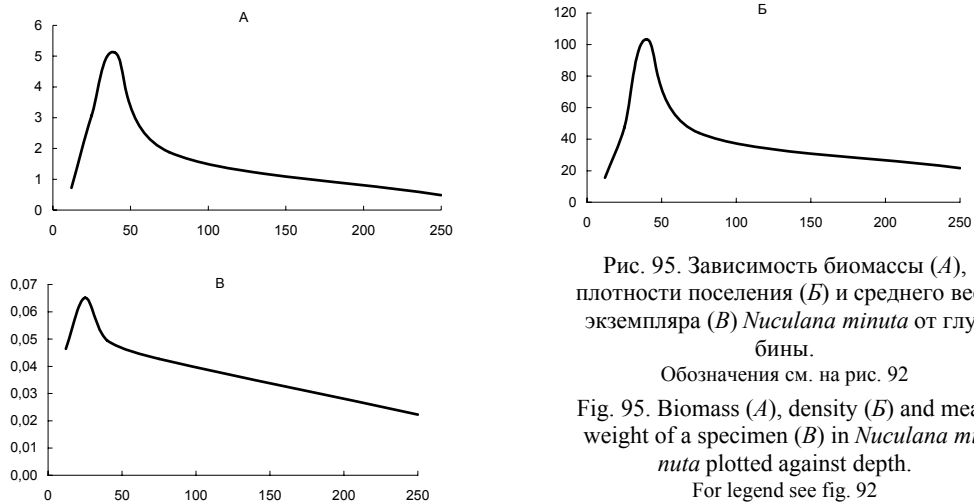 А
6
5
4
3
2
1
0
0 50 100 150 200 250
Б
120
100
80
60
40
20
0
0 50 100 150 200 250
В
0,07
0,06
0,05
0,04
0,03
0,02
0,01
0,00
0 50 100 150 200 250
Рис. 95. Зависимость биомассы (А),
плотности поселения (Б) и среднего
экземпляра (В) Nuculana minuta от
бины.
Обозначения см. на рис. 92
Fig. 95. Biomass (А), density (Б) and
weight of a specimen (В) in Nuculana
nuta plotted against depth.
For legend see fig. 92